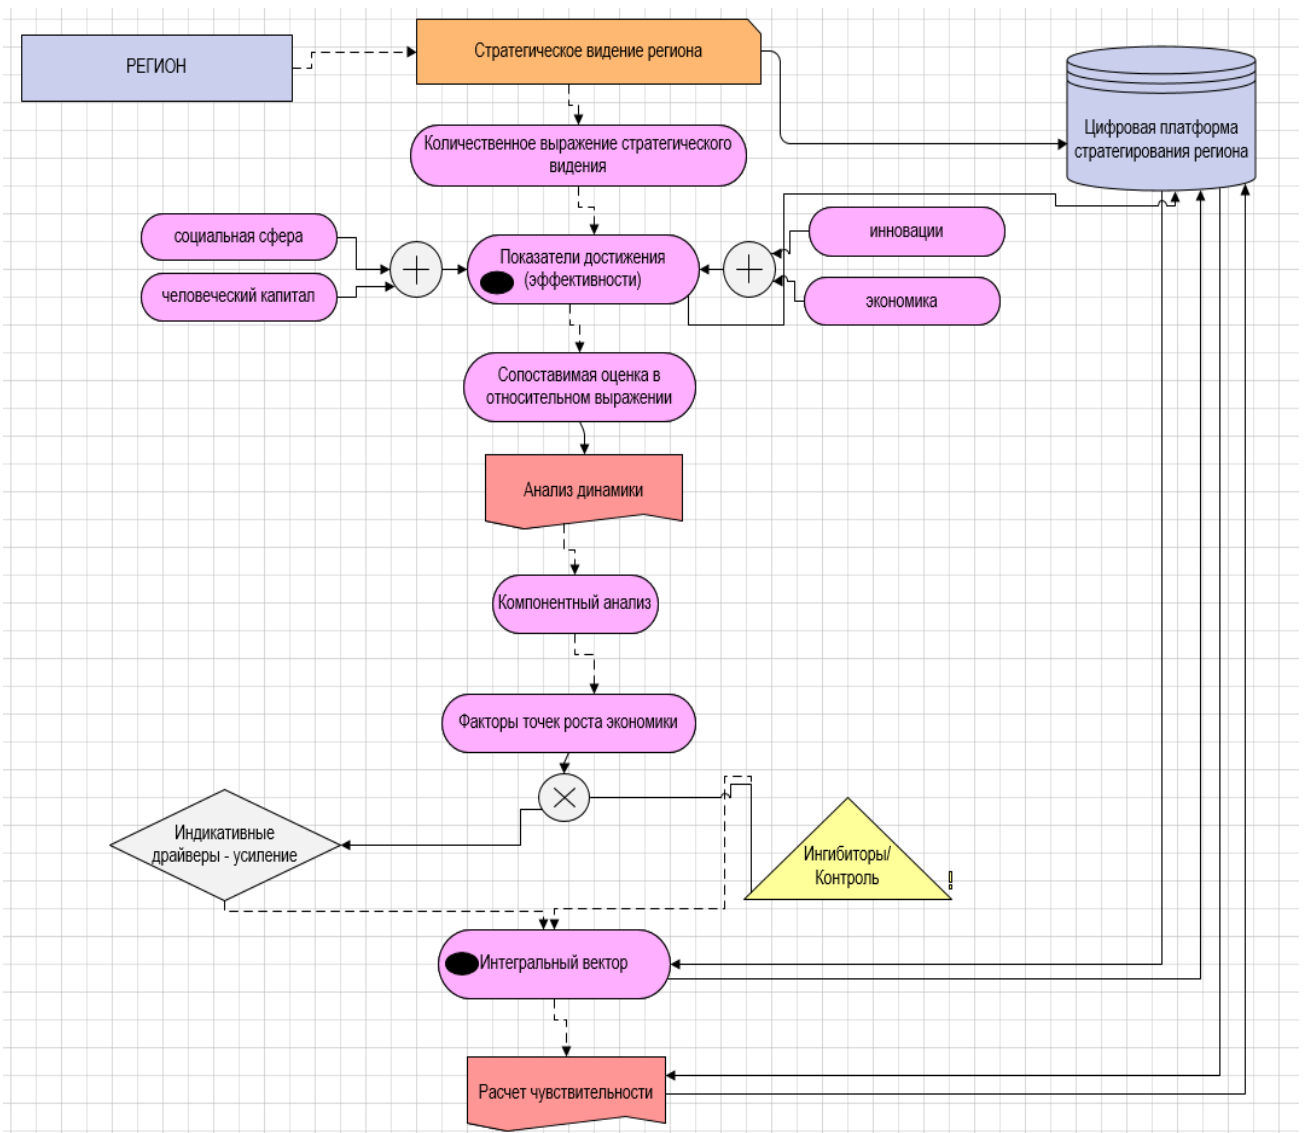 РЕГИОН
Стратегическое видение региона
Цифровая платформа
стратегирования региона
Количественное выражение стратегического
видения
социальная сфера
человеческий капитал
Показатели достижения
(эффективности)
инновации
экономика
Сопоставимая оценка в
относительном выражении
Анализ динамики
Компонентный анализ
Факторы точек роста экономики
Индикативные
драйверы - усиление
Ингибиторы/
Контроль
!
Интегральный вектор
Расчет чувствительности